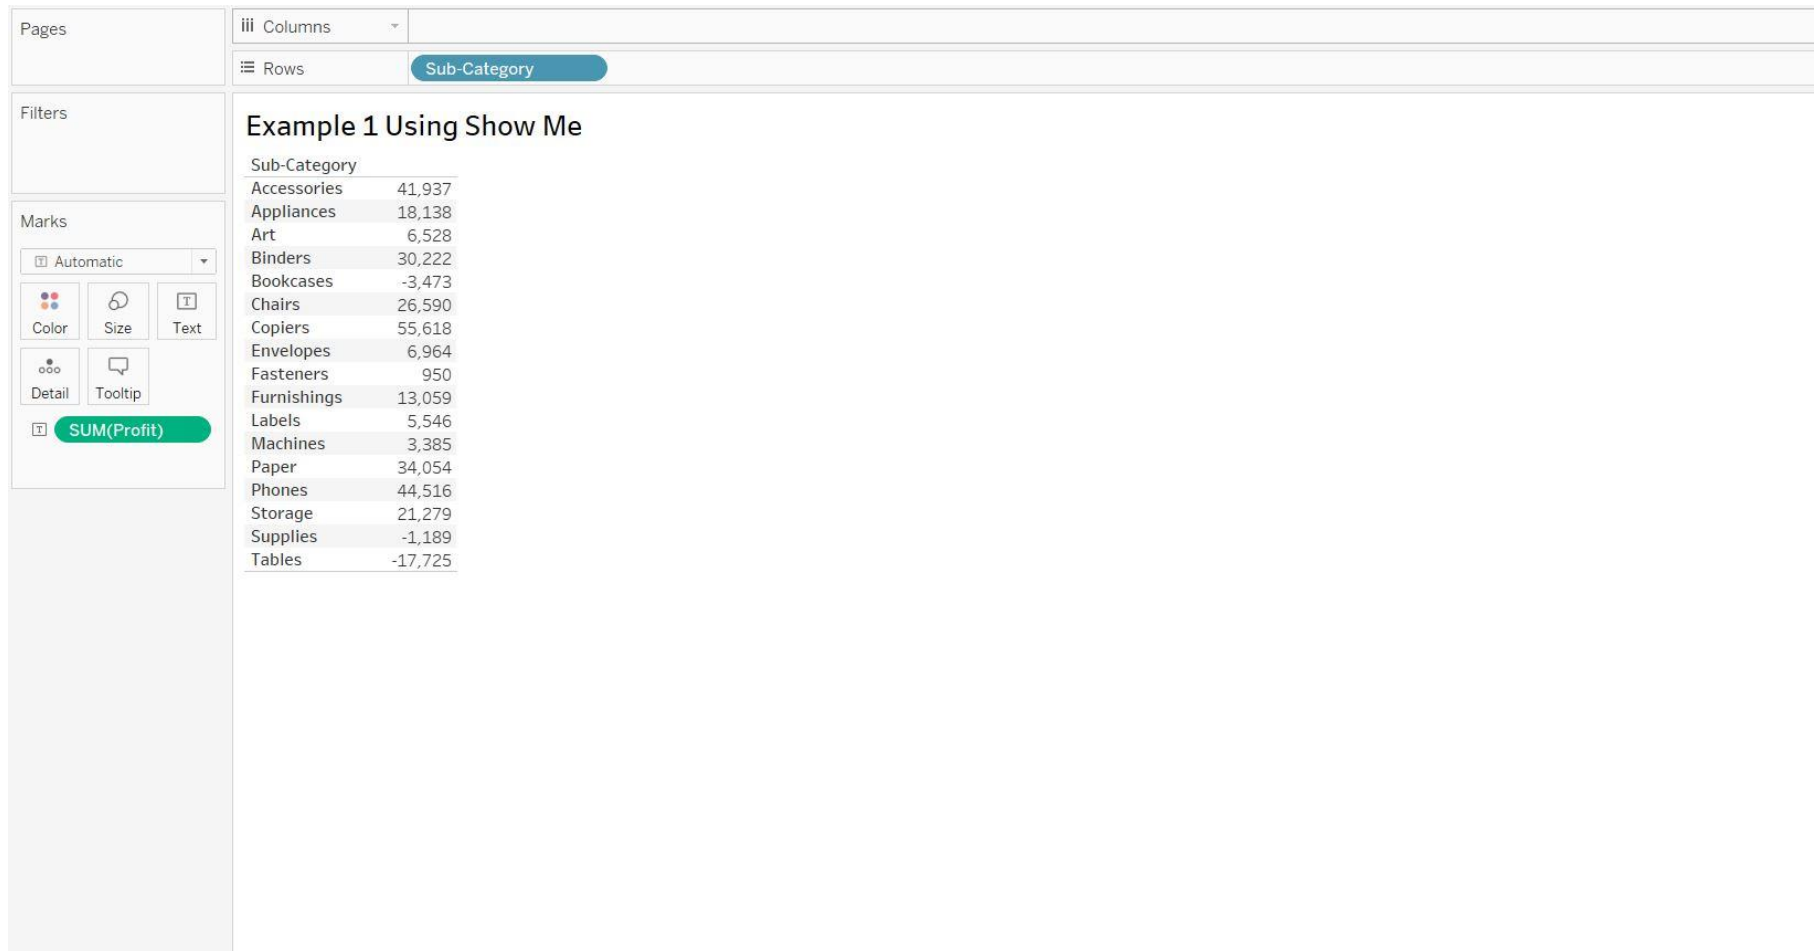 Pages
Columns
Rows
Sub-Category
Filters
Marks
Automatic
Color
Size
Text
Detail
Tooltip
SUM(Profit)
Example 1 Using Show Me
Sub-Category
Accessories 41,937
Appliances 18,138
Art 6,528
Binders 30,222
Bookcases -3,473
Chairs 26,590
Copiers 55,618
Envelopes 6,964
Fasteners 950
Furnishings 13,059
Labels 5,546
Machines 3,385
Paper 34,054
Phones 44,516
Storage 21,279
Supplies -1,189
Tables -17,725